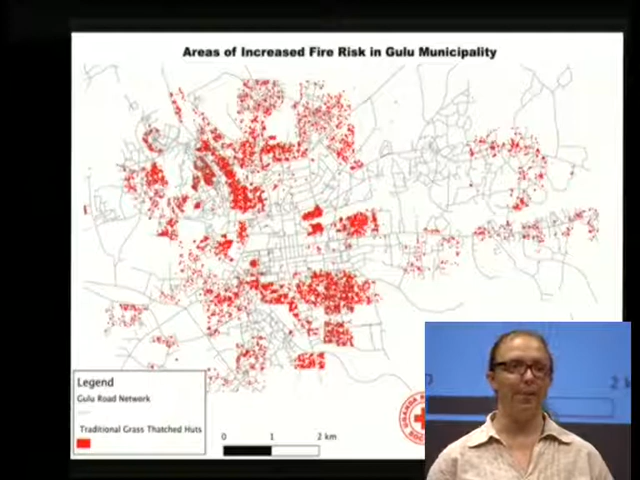 Areas of Increased Fire Risk in Gulu Municipality
Legend
Gulu Road Network
Traditional Grass Thatched Huts
0 1 2 km
2